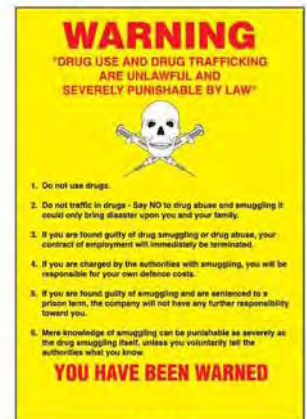 WARNING
"DRUG USE AND DRUG TRAFFICKING
ARE UNLAWFUL AND
SEVERELY PUNISHABLE BY LAW"
1. Do not use drugs.
2. Do not traffic in drugs - Say NO to drug abuse and smuggling it
could only bring disaster upon you and your family.
3. If you are found guilty of drug smuggling or drug abuse, your
contract of employment will immediately be terminated.
4. If you are charged by the authorities with smuggling, you will be
responsible for your own defence costs.
5. If you are found guilty of smuggling and are sentenced to a
prison term, the company will not have any further responsibility
toward you.
6. Mere knowledge of smuggling can be punishable as severely as
the drug smuggling itself, unless you voluntarily tell the
authorities what you know.
YOU HAVE BEEN WARNED